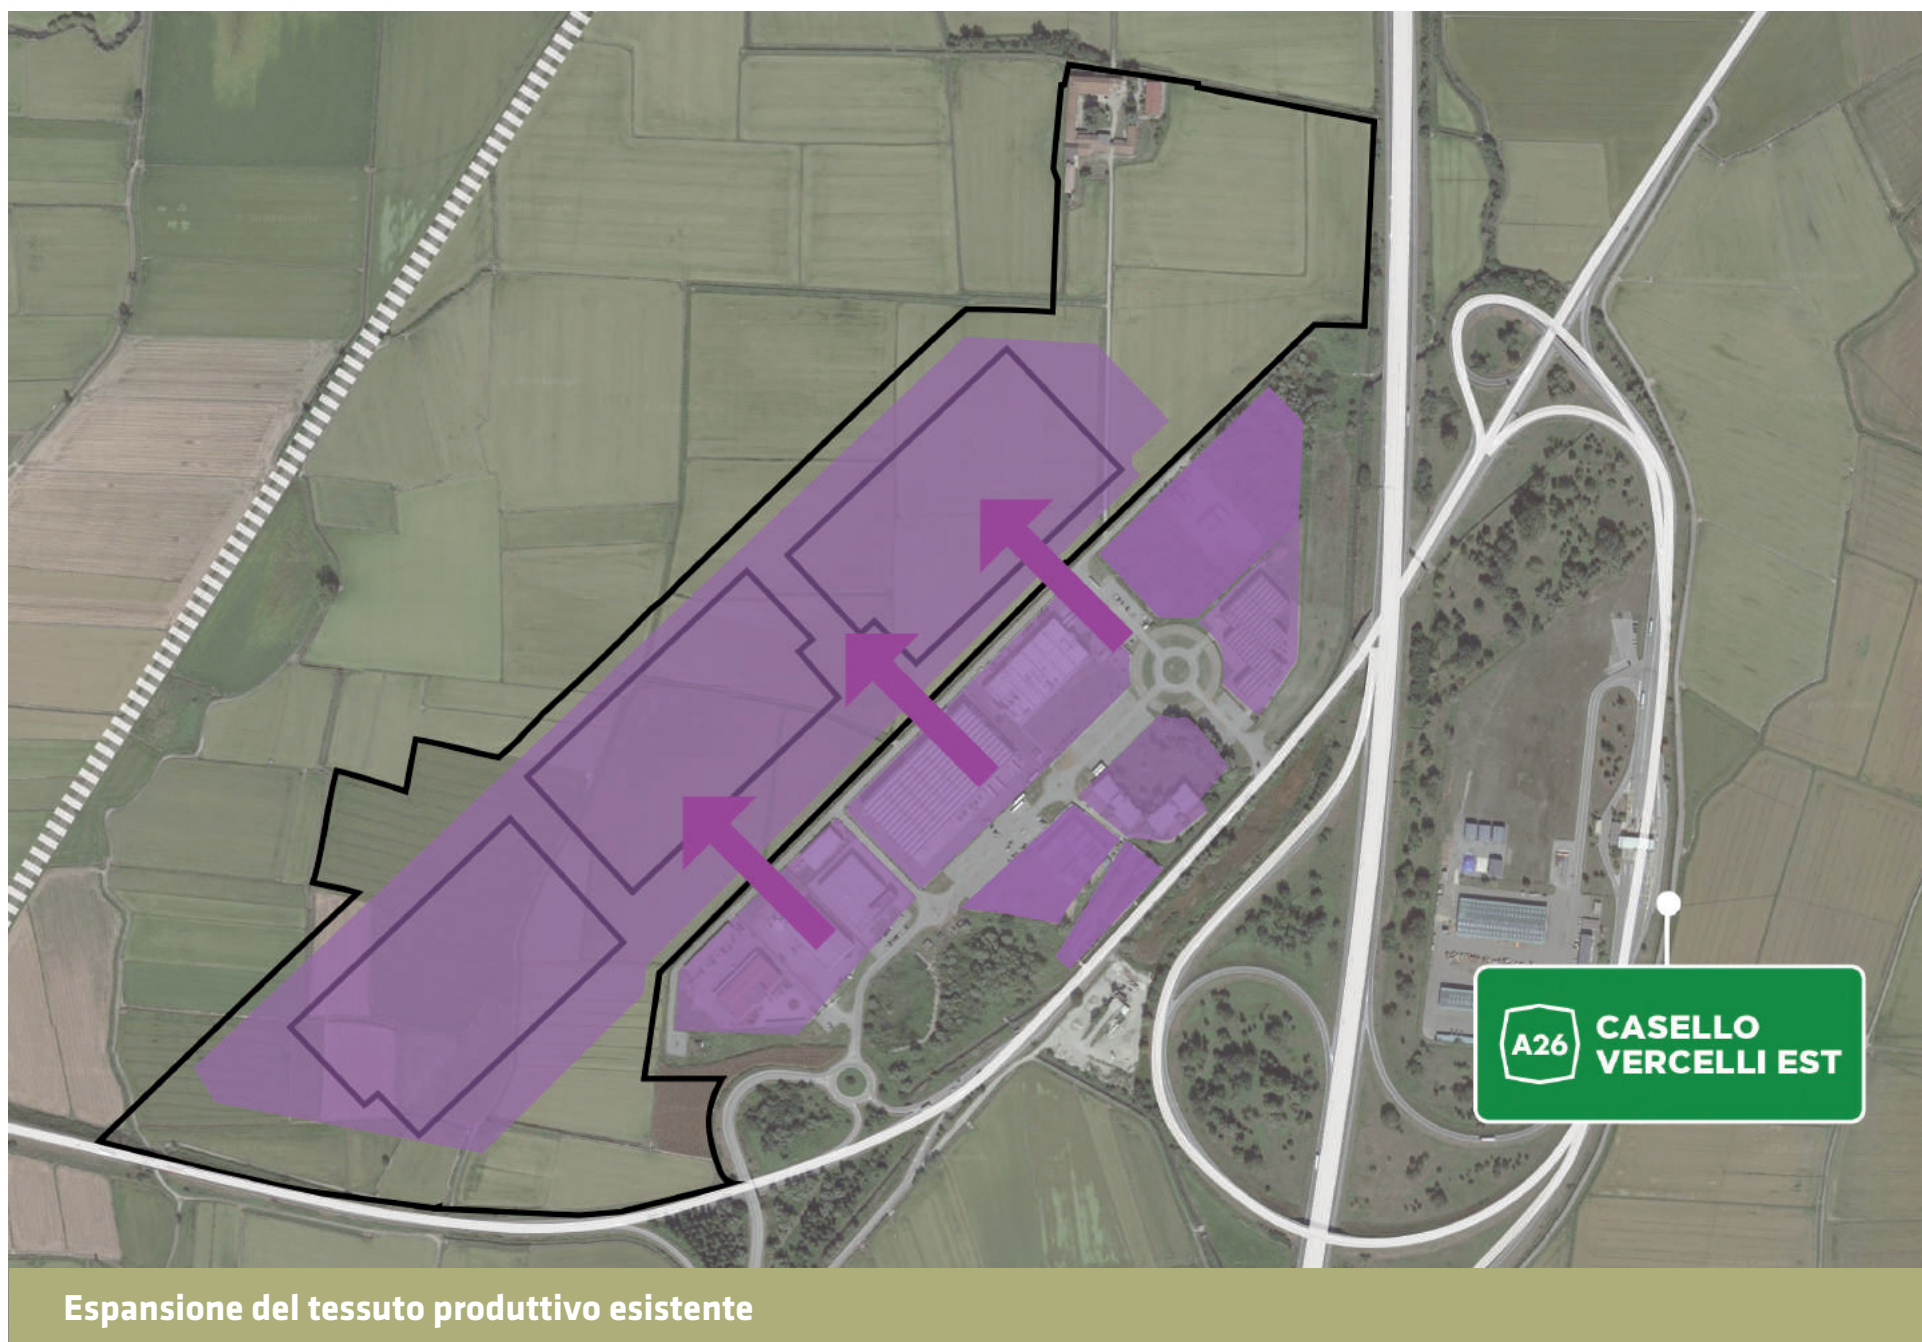 A26
CASELLO
VERCELLI EST
Espansione del tessuto produttivo esistente